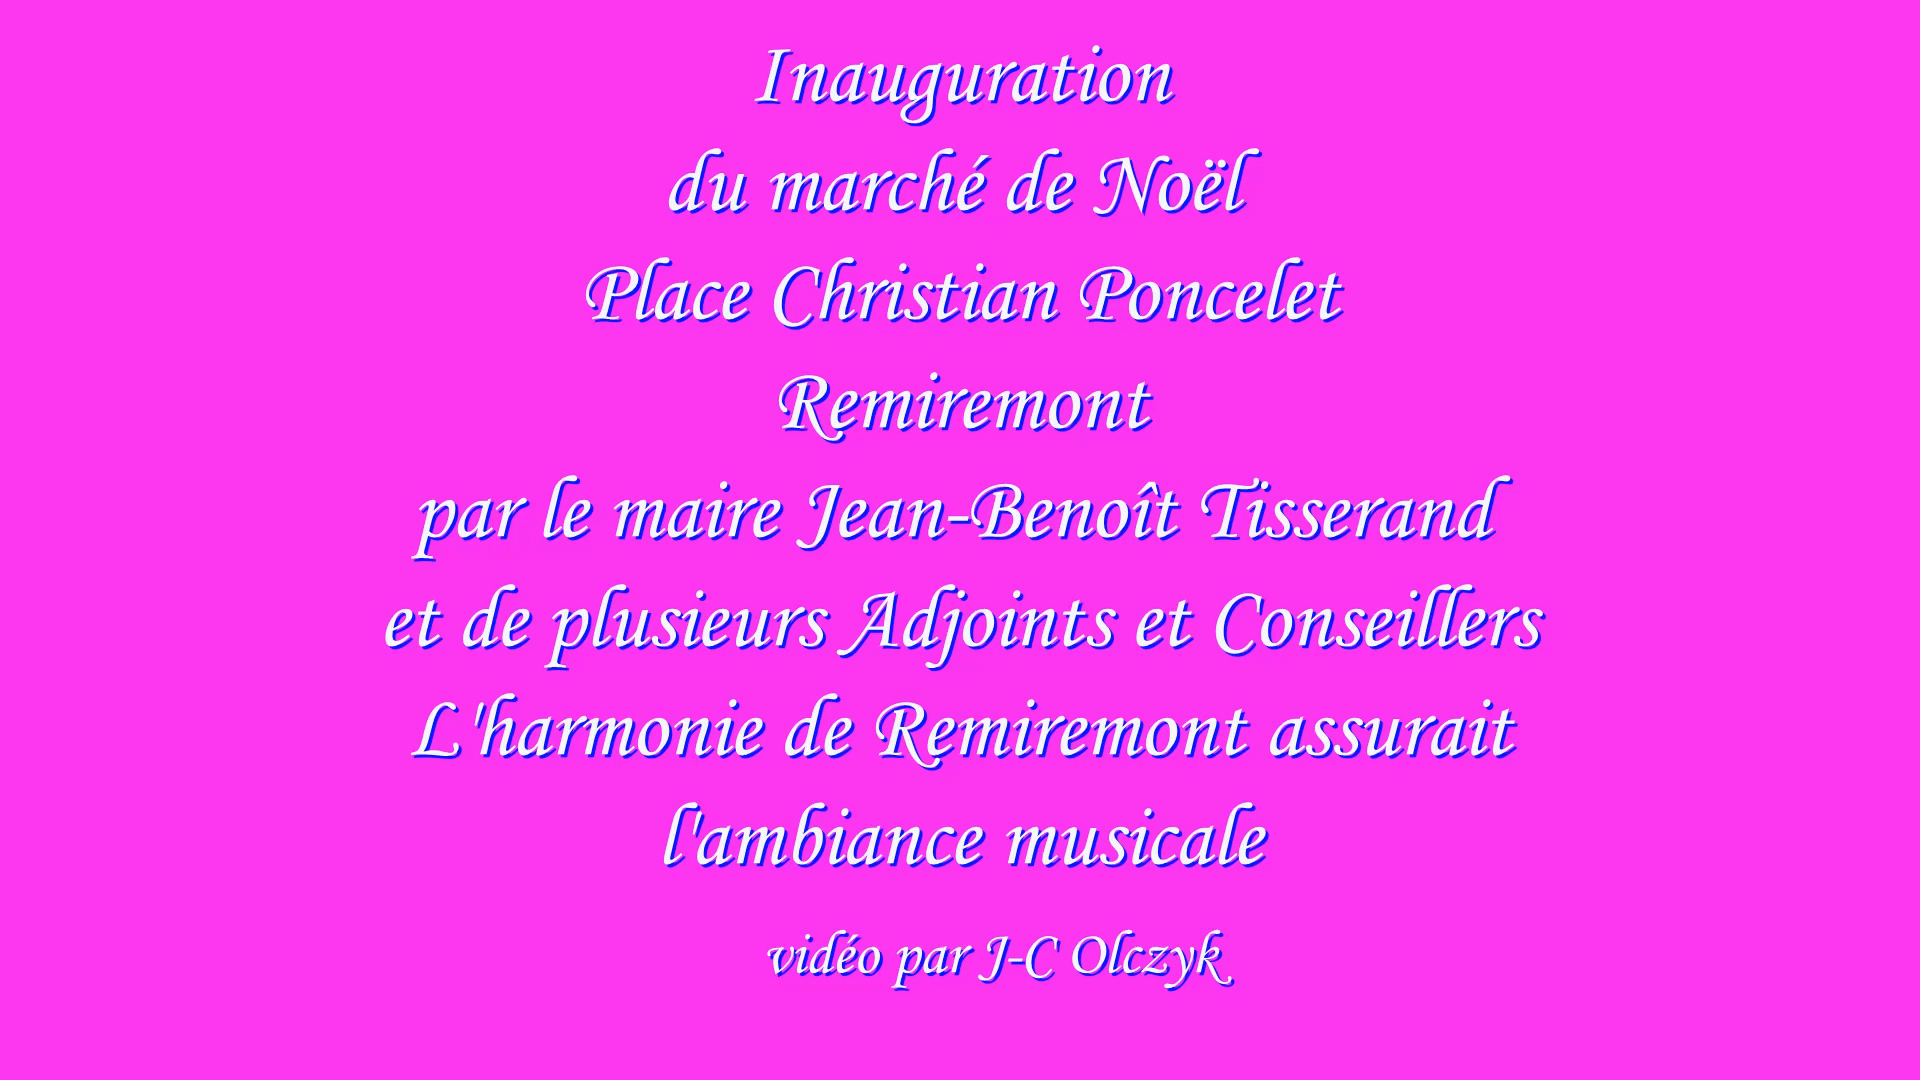 Inauguration
du marché de Noël
Place Christian Poncelet
Remiremont
par le maire Jean-Benoît Tisserand
et de plusieurs Adjoints et Conseillers
L'harmonie de Remiremont assurait
l'ambiance musicale
vidéo par J-C Olczyk